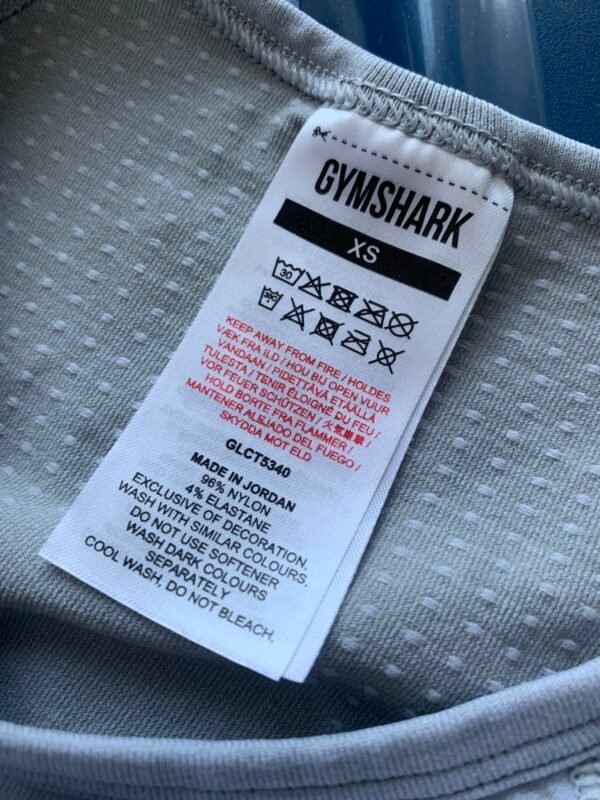 GYMSHARK
XS
30
30C
KEEP AWAY FROM FIRE / HOLDES
VÆK FRA ILD / HOU BIJ OPEN VUUR
VANDAAN / PIDETTÄVÄ ETÄÄLLÄ
TULESTA / TENIR ÉLOIGNÉ DU FEU /
VOR FEUER SCHÜTZEN / 火気厳禁 /
HOLD BORTE FRA FLAMMER /
MANTENER ALEJADO DEL FUEGO /
SKYDDA MOT ELD
GLCT5340
MADE IN JORDAN
96% NYLON
4% ELASTANE
EXCLUSIVE OF DECORATION.
WASH WITH SIMILAR COLOURS.
DO NOT USE SOFTENER
WASH DARK COLOURS
SEPARATELY
COOL WASH, DO NOT BLEACH,